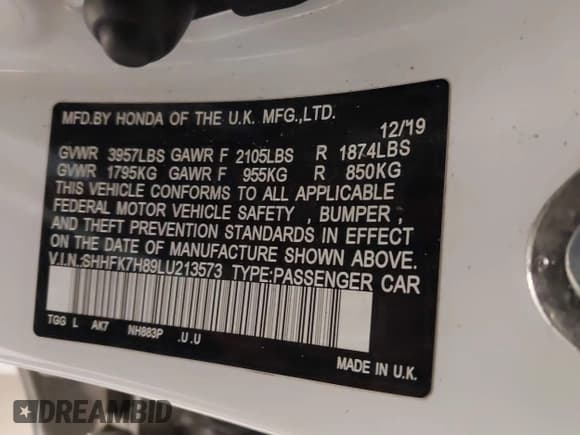 MFD.BY HONDA OF THE U.K. MFG.,LTD.
12/19
GVWR 3957LBS GAWR F 2105LBS R 1874LBS
GVWR 1795KG GAWR F 955KG R 850KG
THIS VEHICLE CONFORMS TO ALL APPLICABLE
FEDERAL MOTOR VEHICLE SAFETY , BUMPER ,
AND THEFT PREVENTION STANDARDS IN EFFECT
ON THE DATE OF MANUFACTURE SHOWN ABOVE.
V.I.N.:SHHFK7H89LU213573 TYPE:PASSENGER CAR
TGG L AK7 NH883P .U.U
MADE IN U.K.
DREAMBID